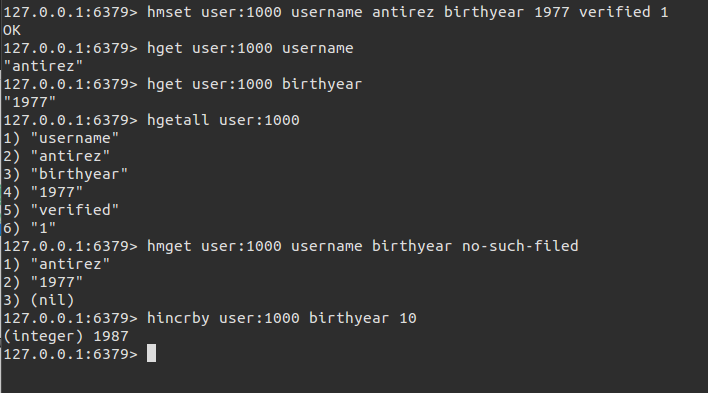 127.0.0.1:6379> hmset user:1000 username antirez birthyear 1977 verified 1
OK
127.0.0.1:6379> hget user:1000 username
"antirez"
127.0.0.1:6379> hget user:1000 birthyear
"1977"
127.0.0.1:6379> hgetall user:1000
1) "username"
2) "antirez"
3) "birthyear"
4) "1977"
5) "verified"
6) "1"
127.0.0.1:6379> hmget user:1000 username birthyear no-such-filed
1) "antirez"
2) "1977"
3) (nil)
127.0.0.1:6379> hincrby user:1000 birthyear 10
(integer) 1987
127.0.0.1:6379>